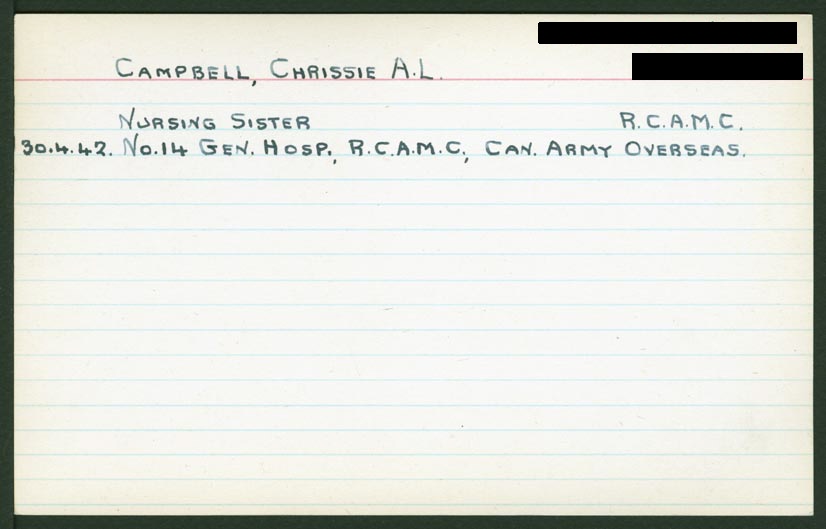 CAMPBELL, CHRISSIE A.L.
NURSING SISTER R.C.A.M.C.
30.4.42. NO.14 GEN. HOSP., R.C.A.M.C., CAN. ARMY OVERSEAS.